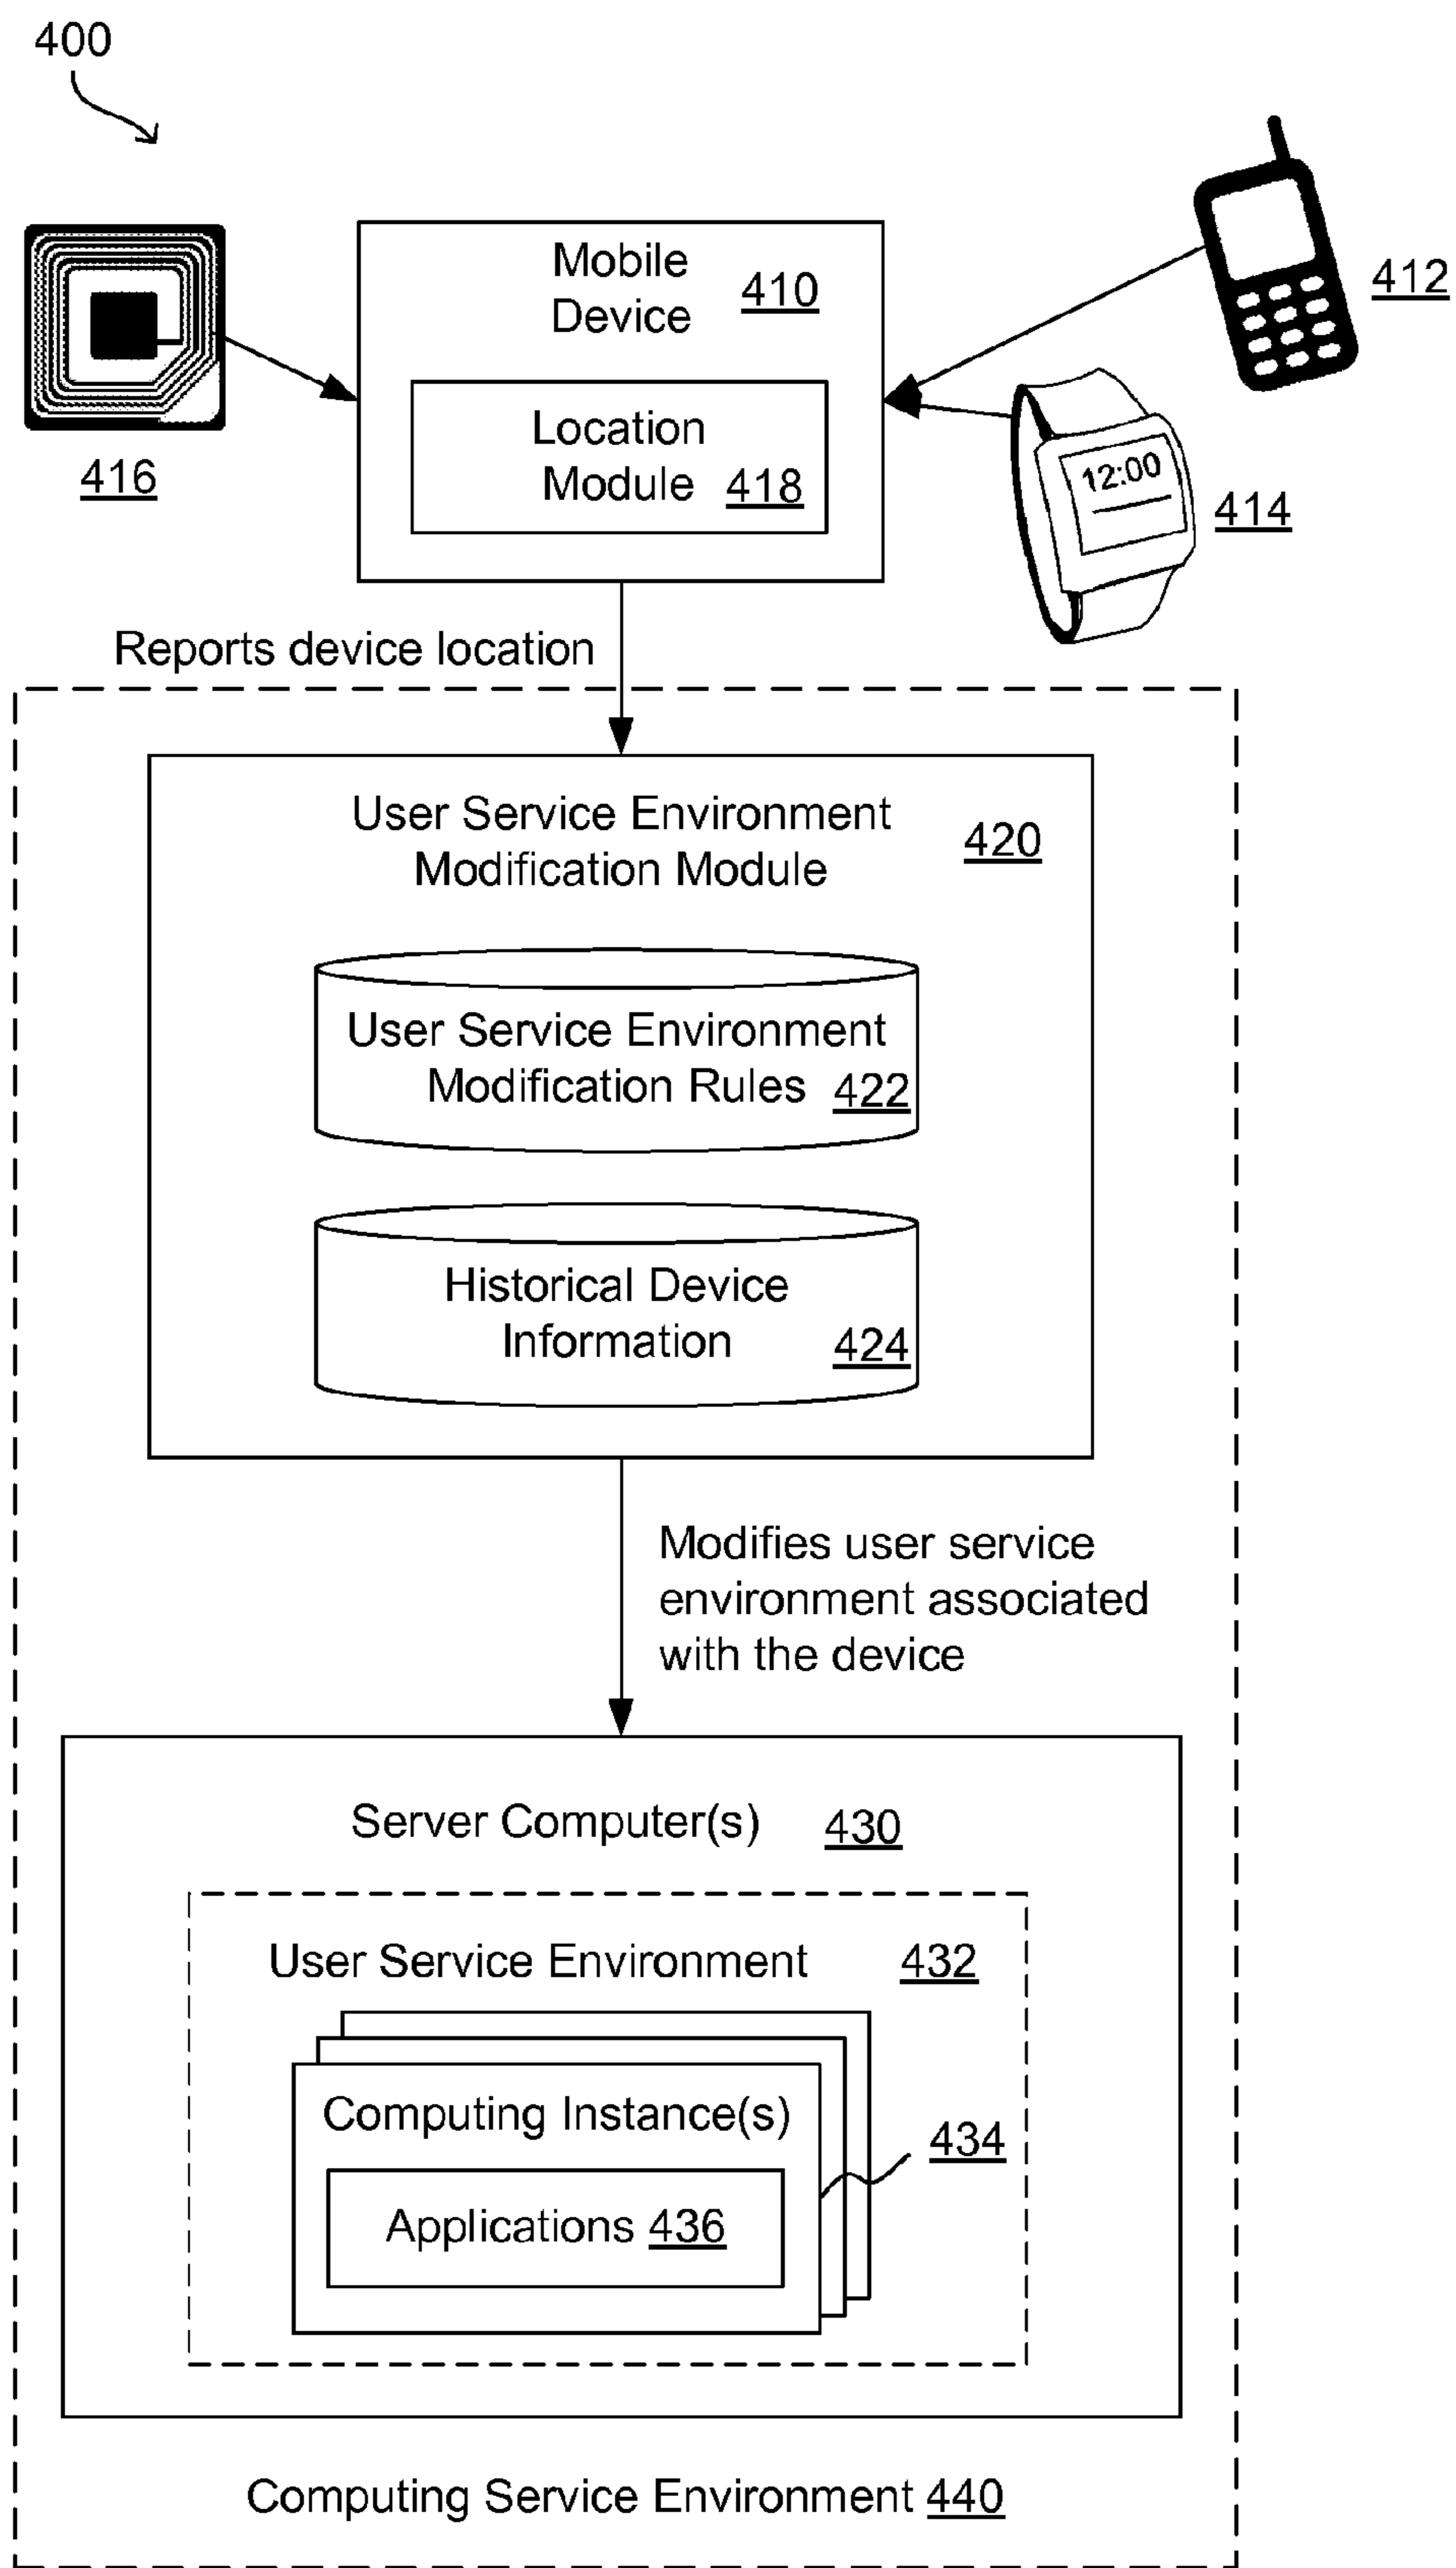 400
Mobile
Device 410
412
Location
Module 418
416
12:00
414
Reports device location
User Service Environment
Modification Module 420
User Service Environment
Modification Rules 422
Historical Device
Information 424
Modifies user service
environment associated
with the device
Server Computer(s) 430
User Service Environment 432
Computing Instance(s)
434
Applications 436
Computing Service Environment 440